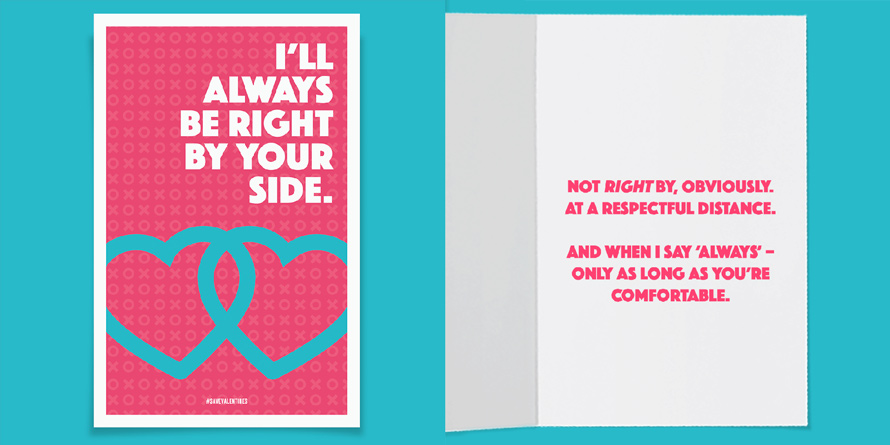 I'LL
ALWAYS
BE RIGHT
BY YOUR
SIDE.
NOT RIGHT BY, OBVIOUSLY.
AT A RESPECTFUL DISTANCE.
AND WHEN I SAY 'ALWAYS' –
ONLY AS LONG AS YOU'RE
COMFORTABLE.